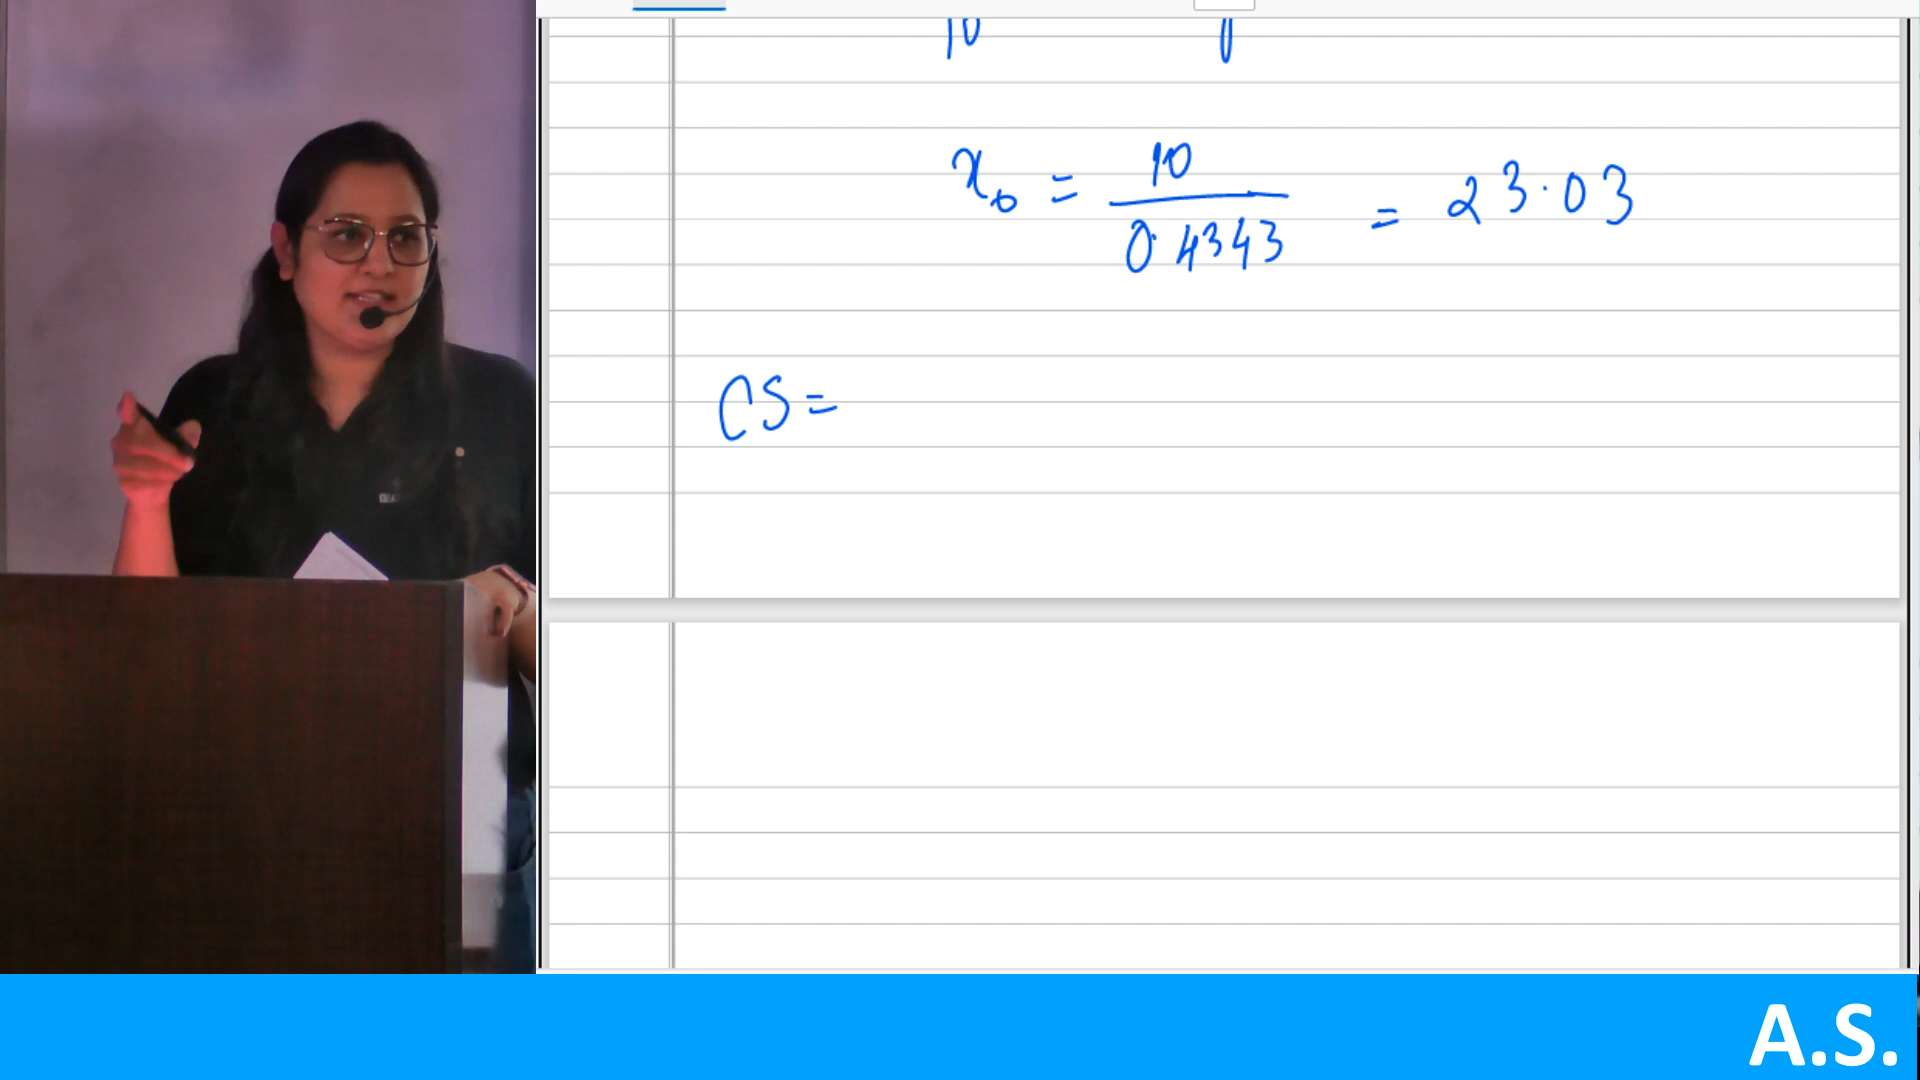 10
x₀ = 10 / 0.4343 = 23.03
CS =
A.S.